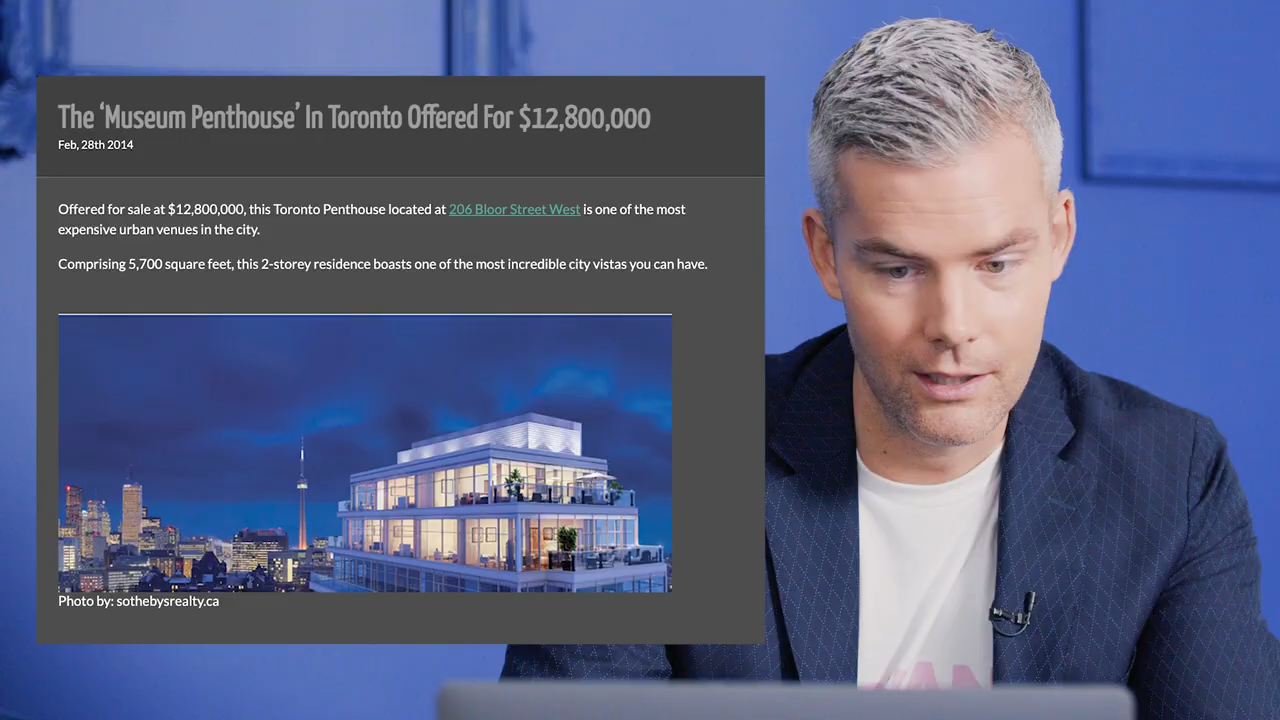 The ‘Museum Penthouse’ In Toronto Offered For $12,800,000
Feb, 28th 2014
Offered for sale at $12,800,000, this Toronto Penthouse located at 206 Bloor Street West is one of the most
expensive urban venues in the city.
Comprising 5,700 square feet, this 2-storey residence boasts one of the most incredible city vistas you can have.
Photo by: sothebysrealty.ca